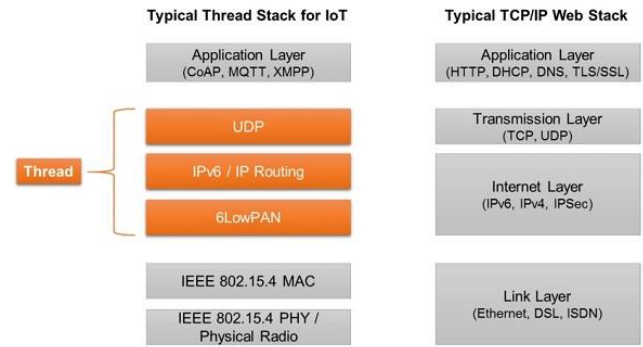 Typical Thread Stack for IoT
Application Layer
(CoAP, MQTT, XMPP)
Thread
UDP
IPv6 / IP Routing
6LowPAN
IEEE 802.15.4 MAC
IEEE 802.15.4 PHY /
Physical Radio
Typical TCP/IP Web Stack
Application Layer
(HTTP, DHCP, DNS, TLS/SSL)
Transmission Layer
(TCP, UDP)
Internet Layer
(IPv6, IPv4, IPSec)
Link Layer
(Ethernet, DSL, ISDN)